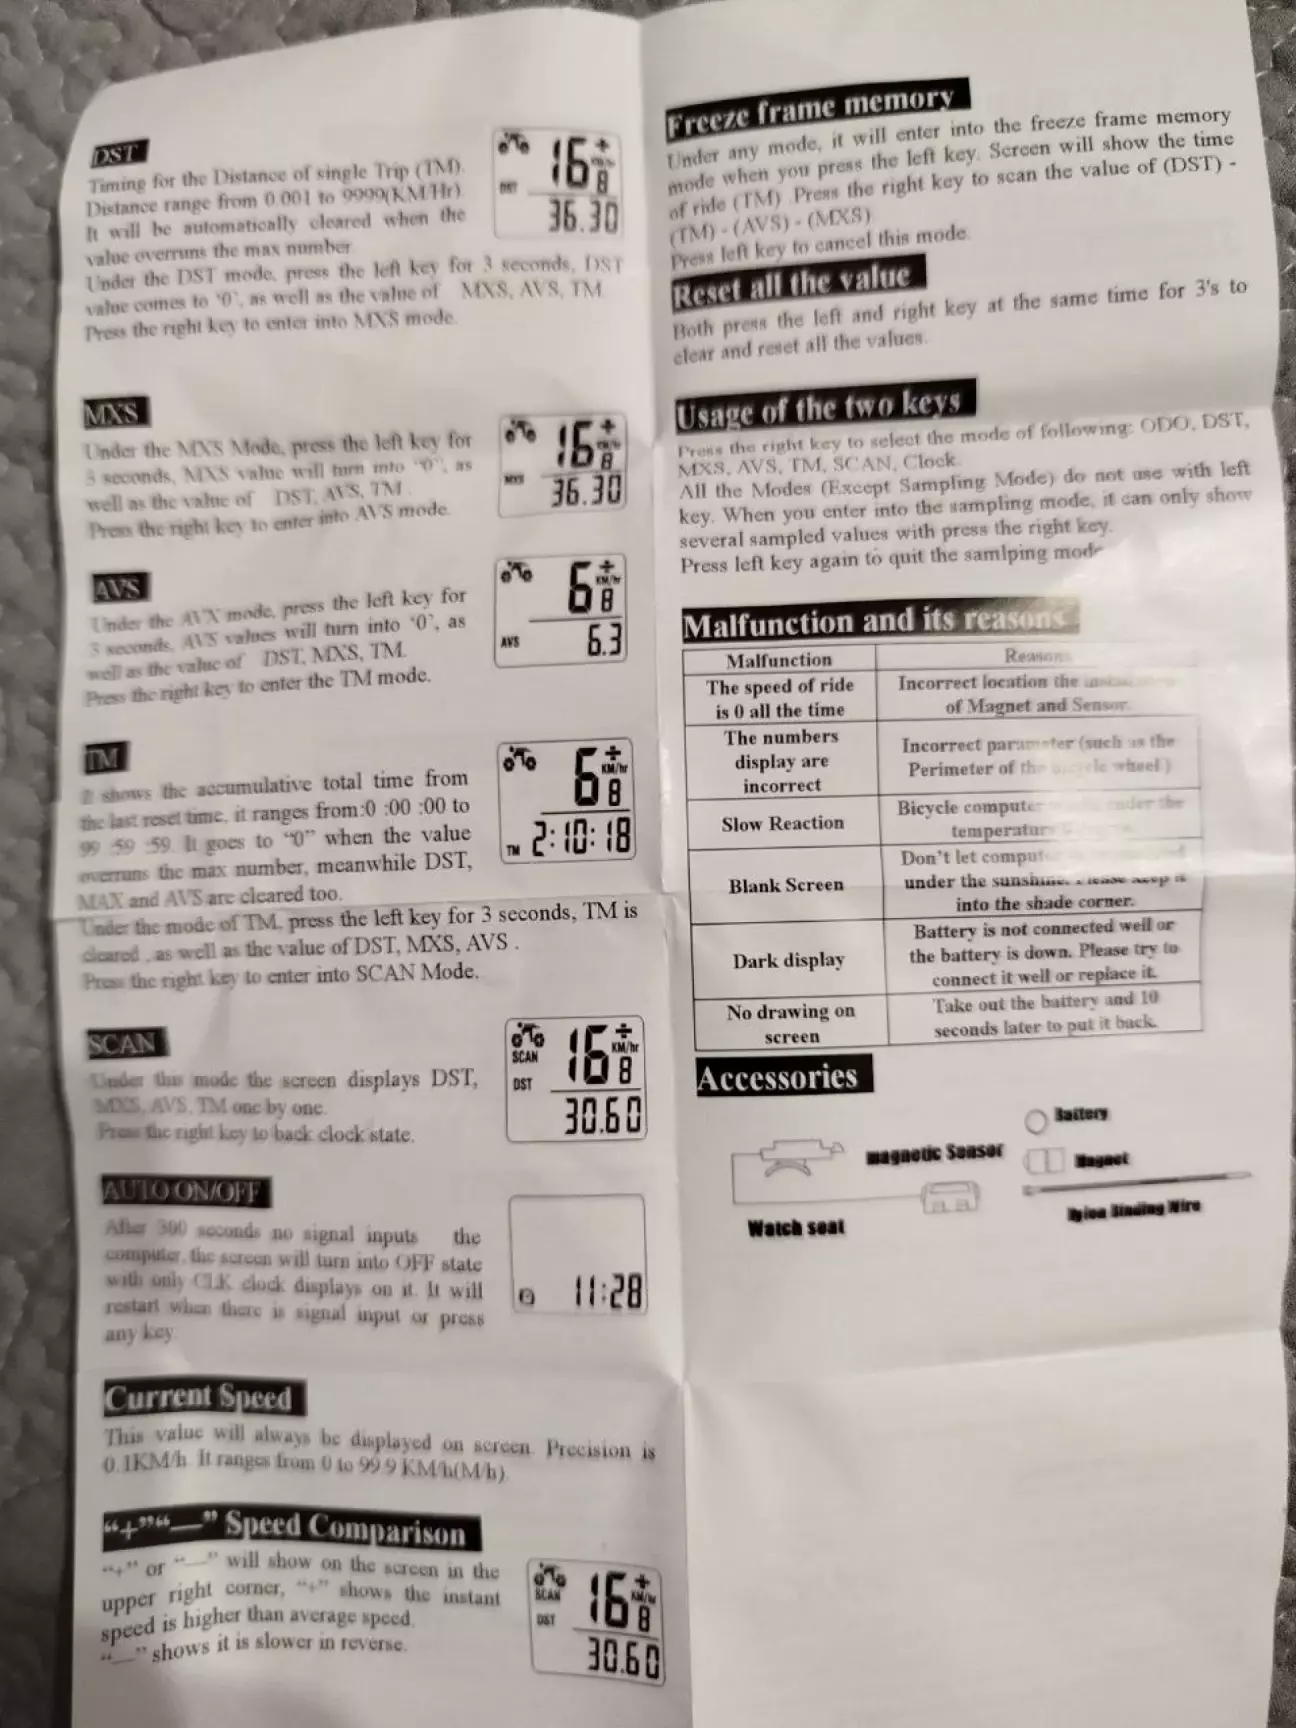 DST
Timing for the Distance of single Trip (TM).
Distance range from 0.001 to 9999(KM/Hr).
It will be automatically cleared when the
value overruns the max number.
Under the DST mode, press the left key for 3 seconds, DST
value comes to '0', as well as the value of MXS, AVS, TM.
Press the right key to enter into MXS mode.
16 8
DST
36.30
MXS
Under the MXS Mode, press the left key for
3 seconds, MXS value will turn into "0", as
well as the value of DST, AVS, TM .
Press the right key to enter into AVS mode.
16 8
MXS
36.30
AVS
Under the AVX mode, press the left key for
3 seconds, AVS values will turn into '0', as
well as the value of DST, MXS, TM.
Press the right key to enter the TM mode.
6 KM/hr 8
AVS 6.3
TM
It shows the accumulative total time from
the last reset time, it ranges from:0 :00 :00 to
99 :59 :59. It goes to "0" when the value
overruns the max number, meanwhile DST,
MAX and AVS are cleared too.
Under the mode of TM, press the left key for 3 seconds, TM is
cleared , as well as the value of DST, MXS, AVS .
Press the right key to enter into SCAN Mode.
6 KM/hr 8
TM 2:10:18
SCAN
Under this mode the screen displays DST,
MXS, AVS, TM one by one.
Press the right key to back clock state.
SCAN 16 KM/hr 8
DST
30.60
AUTO ON/OFF
After 300 seconds no signal inputs the
computer, the screen will turn into OFF state
with only CLK clock displays on it. It will
restart when there is signal input or press
any key.
11:28
Current Speed
This value will always be displayed on screen. Precision is
0.1KM/h. It ranges from 0 to 99.9 KM/h(M/h).
"+""—" Speed Comparison
"+" or "—" will show on the screen in the
upper right corner, "+" shows the instant
speed is higher than average speed.
"—" shows it is slower in reverse.
SCAN 16 KM/hr 8
DST
30.60
Freeze frame memory
Under any mode, it will enter into the freeze frame memory
mode when you press the left key. Screen will show the time
of ride (TM) .Press the right key to scan the value of (DST) -
(TM) - (AVS) - (MXS)
Press left key to cancel this mode.
Reset all the value
Both press the left and right key at the same time for 3's to
clear and reset all the values.
Usage of the two keys
Press the right key to select the mode of following: ODO, DST,
MXS, AVS, TM, SCAN, Clock.
All the Modes (Except Sampling Mode) do not use with left
key. When you enter into the sampling mode, it can only show
several sampled values with press the right key.
Press left key again to quit the samlping mode
Malfunction and its reasons
Malfunction Reasons
The speed of ride
is 0 all the time
Incorrect location the
of Magnet and Sensor.
The numbers
display are
incorrect
Incorrect parameter (such as the
Perimeter of the bicycle wheel)
Slow Reaction
Bicycle computer under the
temperature
Blank Screen
Don't let computer
under the sunshine. Please keep it
into the shade corner.
Dark display
Battery is not connected well or
the battery is down. Please try to
connect it well or replace it.
No drawing on
screen
Take out the battery and 10
seconds later to put it back.
Accessories
Battery
magnetic Sensor
Magnet
Nylon Binding Wire
Watch seat